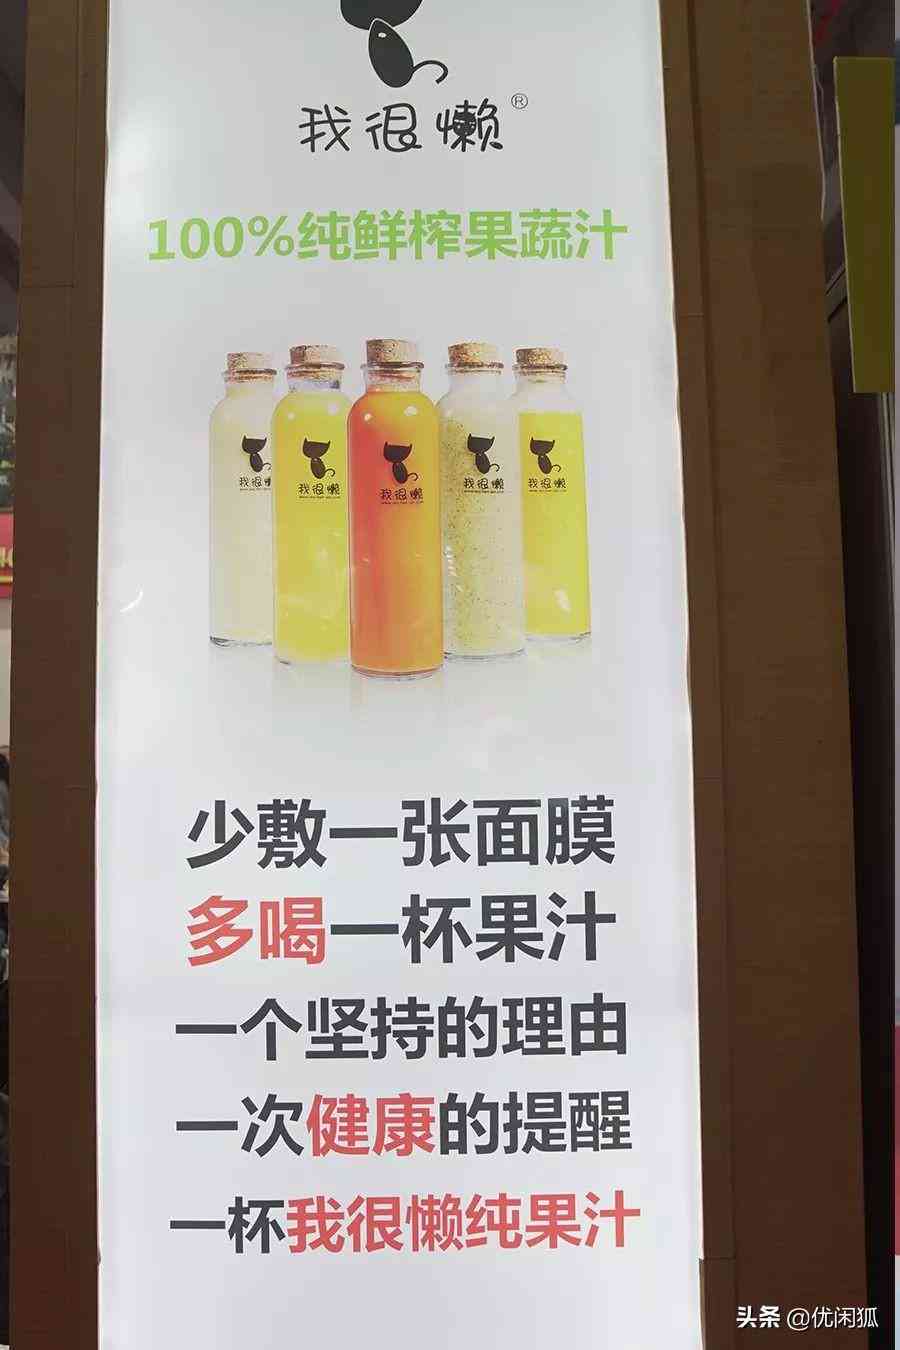 我很懒®
100%纯鲜榨果蔬汁
我很懒
我很懒
我很懒
我很懒
我很懒
少敷一张面膜
多喝一杯果汁
一个坚持的理由
一次健康的提醒
一杯我很懒纯果汁
头条 @优闲狐